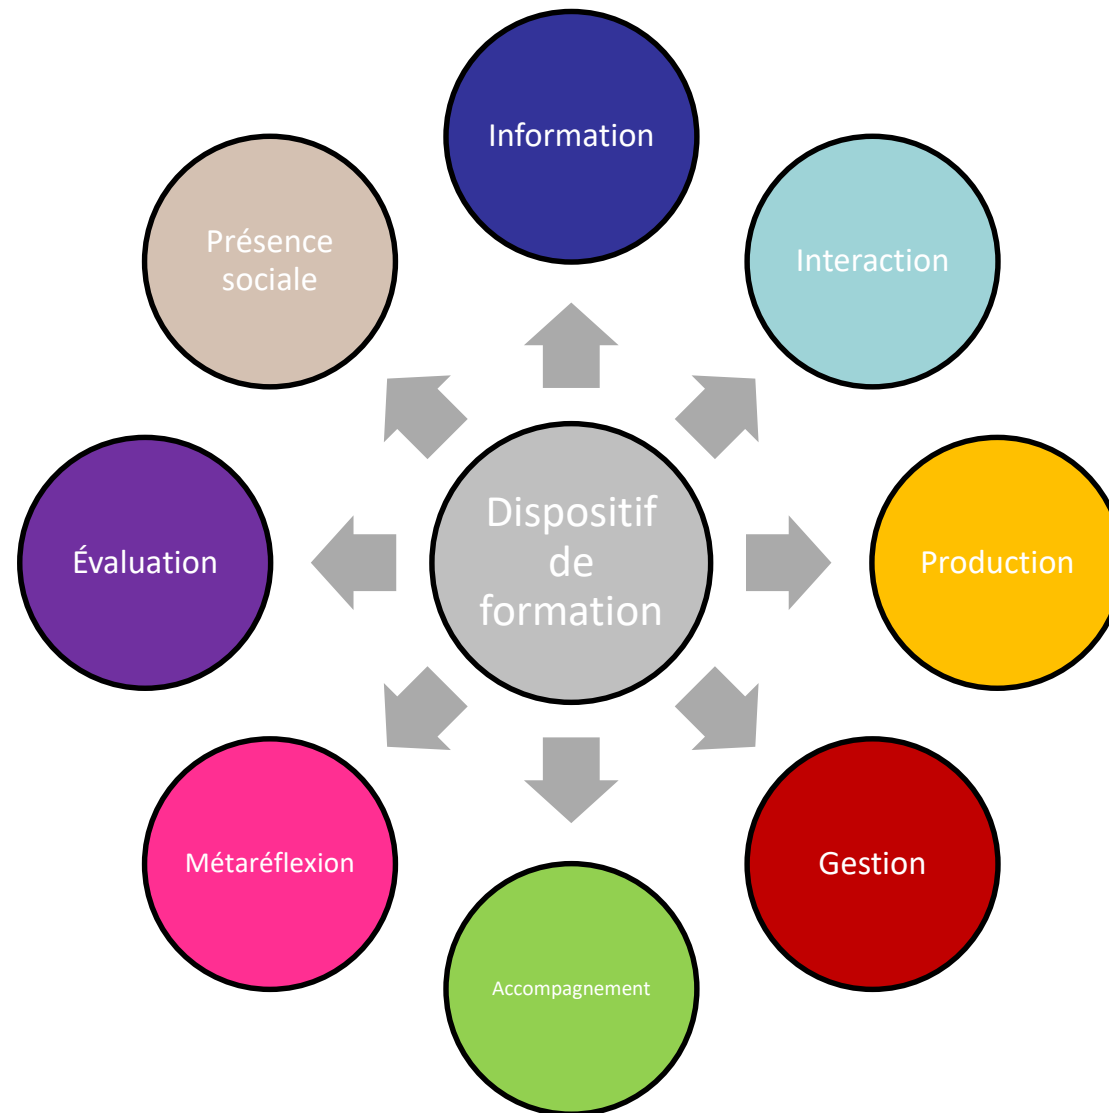 Information
Présence
sociale
Interaction
Dispositif
de
formation
Évaluation
Production
Métaréflexion
Gestion
Accompagnement